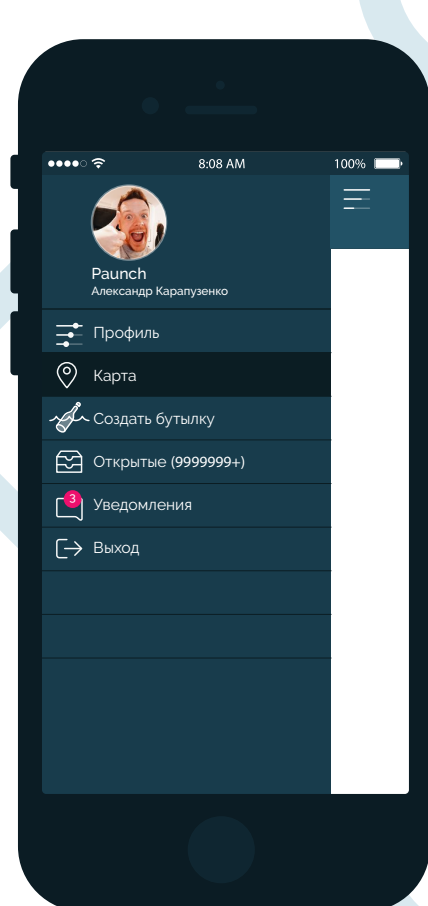 8:08 AM
100%
Paunch
Александр Карапузенко
Профиль
Карта
Создать бутылку
Открытые (9999999+)
3
Уведомления
Выход